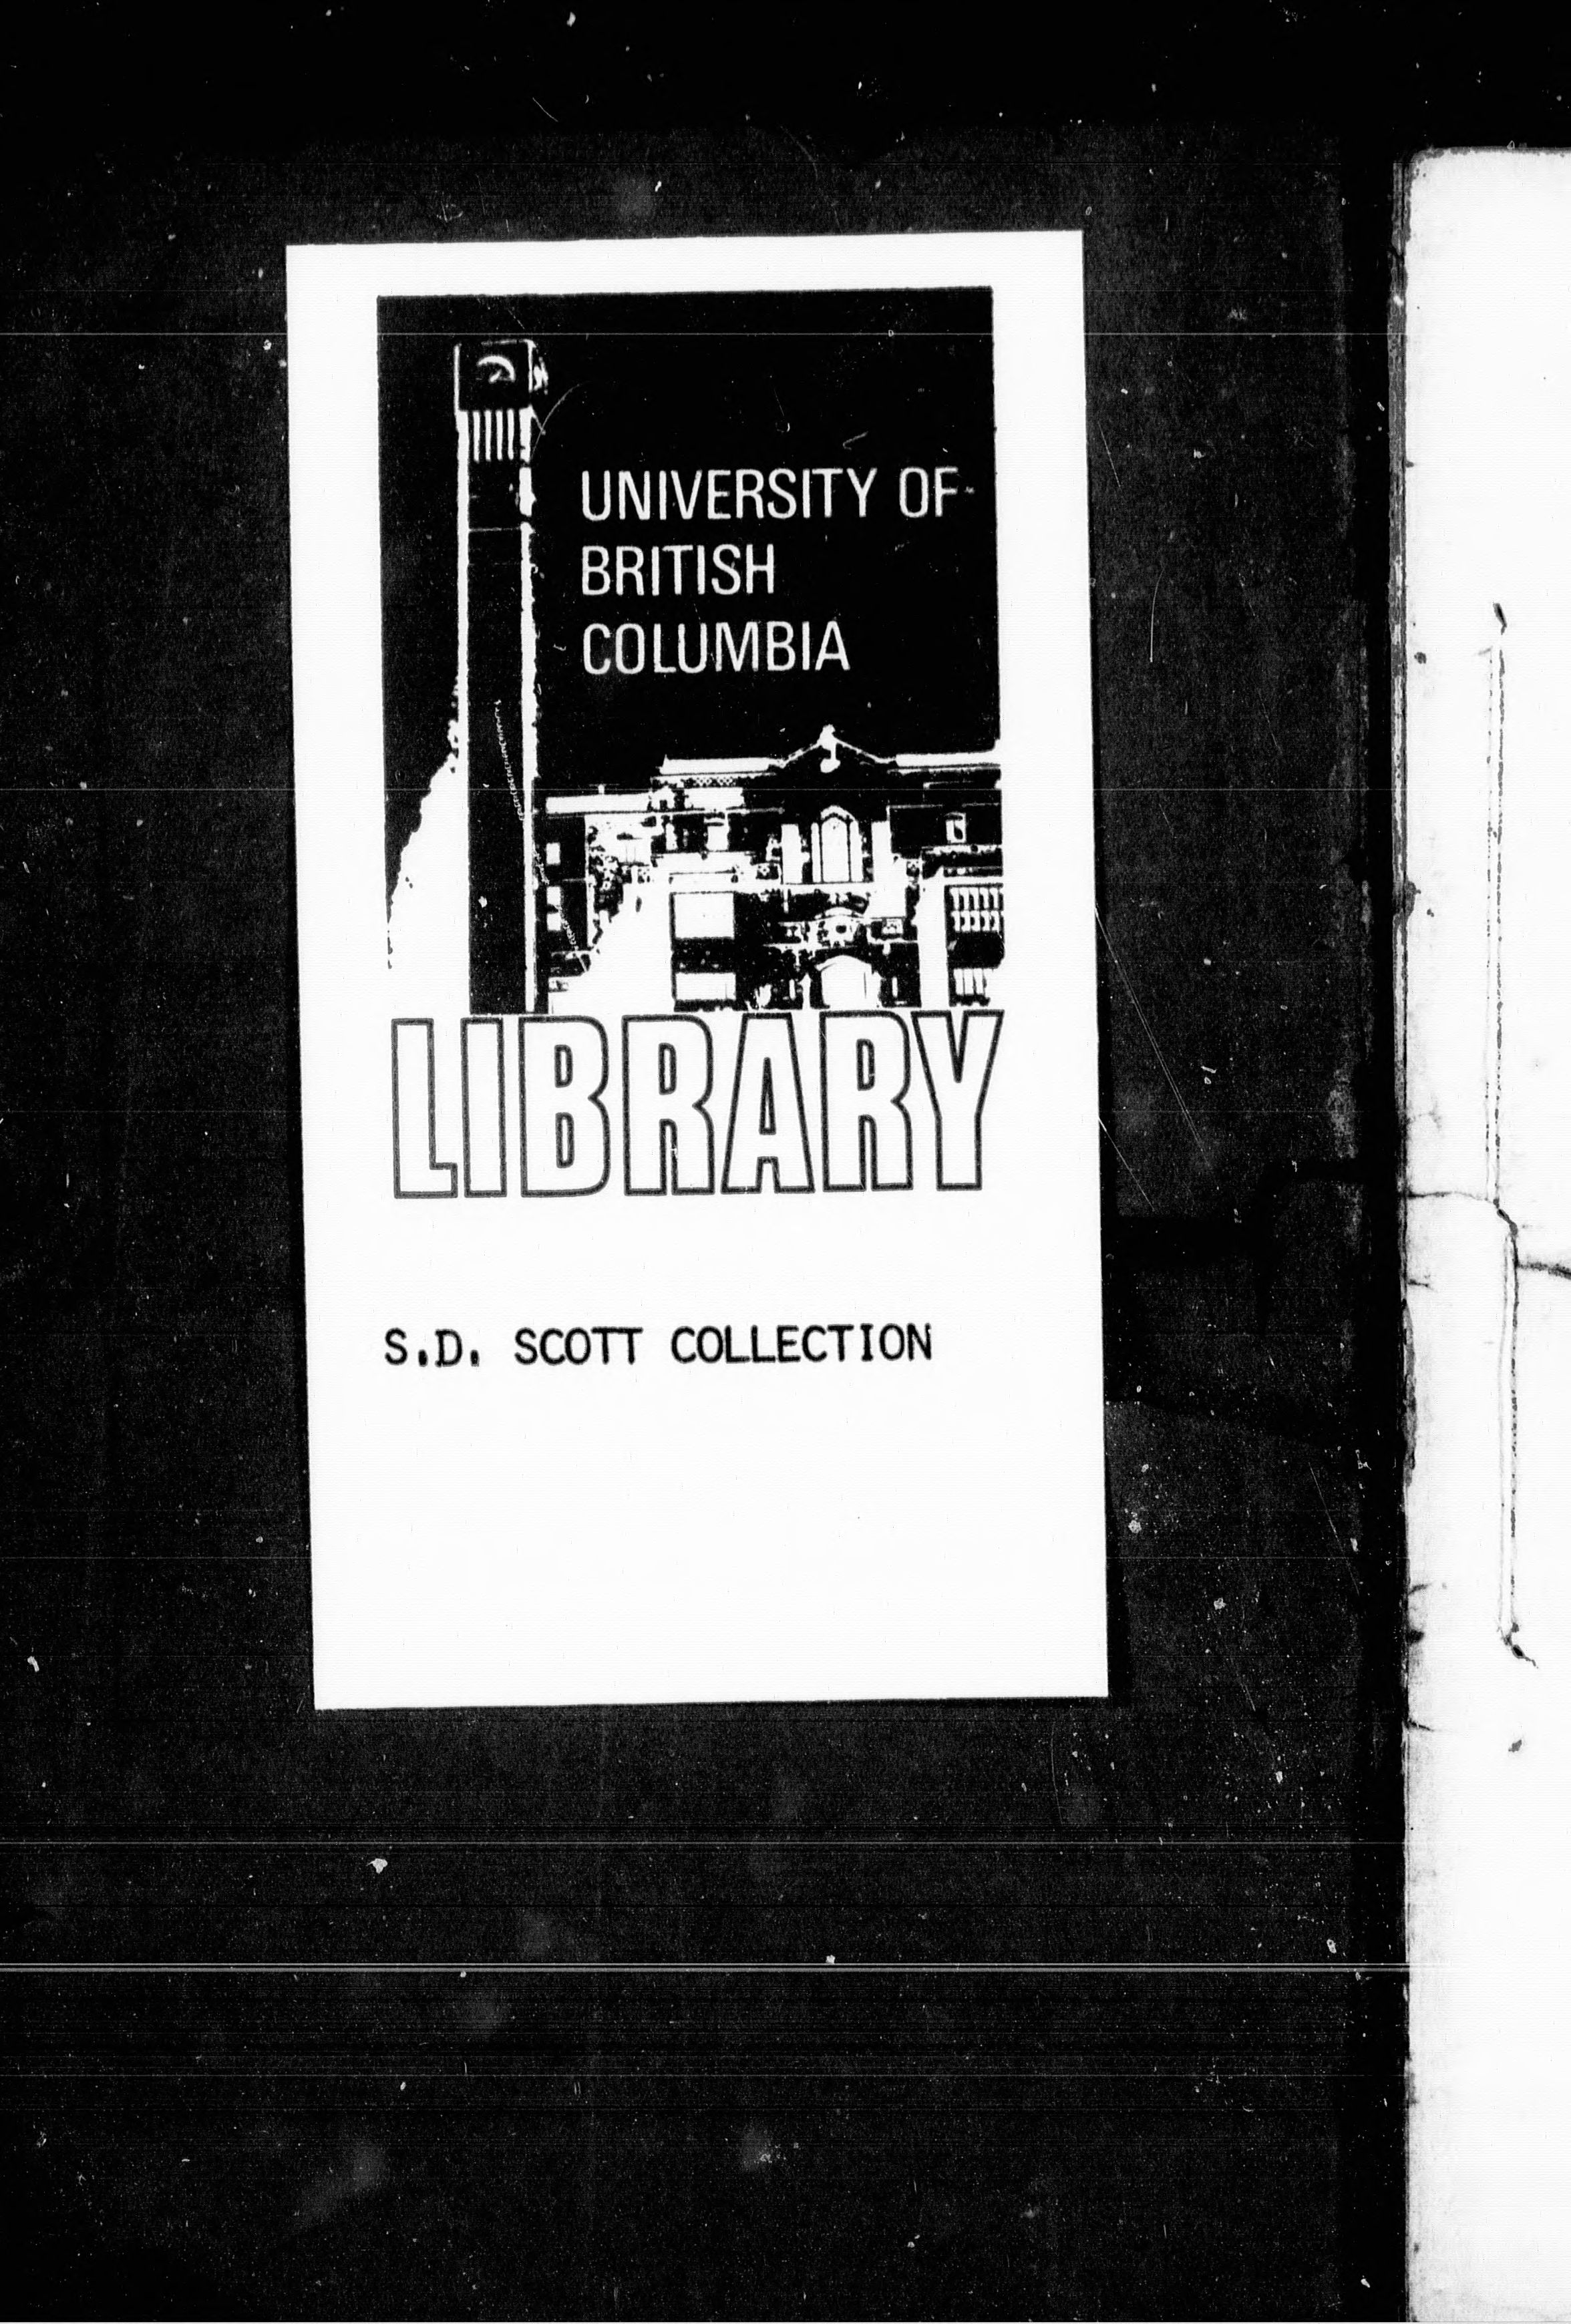 UNIVERSITY OF
BRITISH
COLUMBIA
LIBRARY
S.D. SCOTT COLLECTION